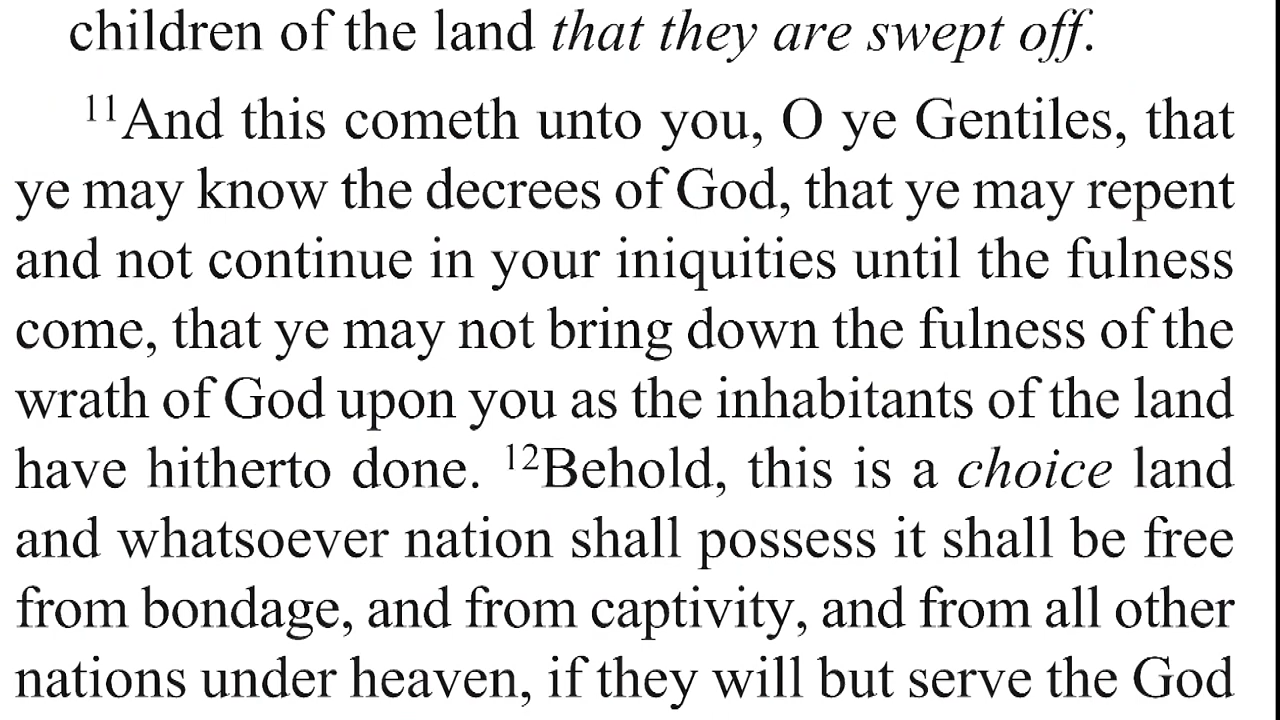 children of the land that they are swept off.
¹¹And this cometh unto you, O ye Gentiles, that
ye may know the decrees of God, that ye may repent
and not continue in your iniquities until the fulness
come, that ye may not bring down the fulness of the
wrath of God upon you as the inhabitants of the land
have hitherto done. ¹²Behold, this is a choice land
and whatsoever nation shall possess it shall be free
from bondage, and from captivity, and from all other
nations under heaven, if they will but serve the God